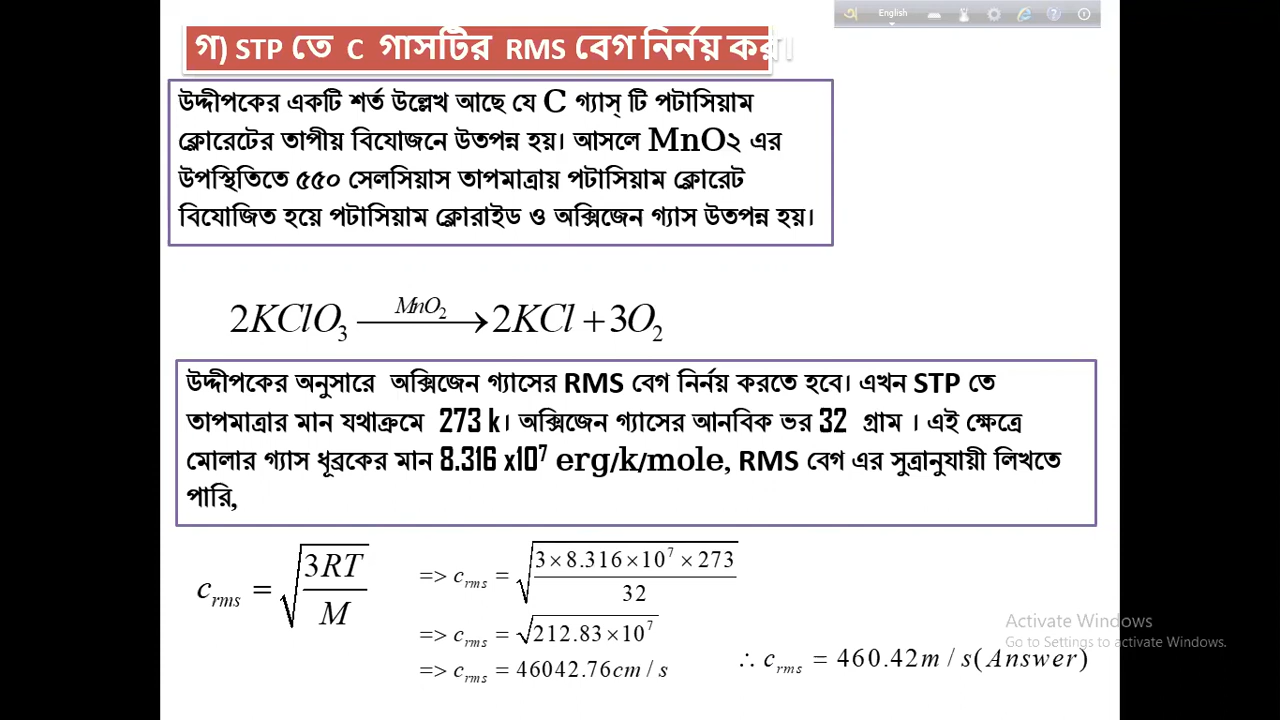 English
গ) STP তে C গাসটির RMS বেগ নির্নয় কর।
উদ্দীপকের একটি শর্ত উল্লেখ আছে যে C গ্যাস্ টি পটাসিয়াম
ক্লোরেটের তাপীয় বিযোজনে উতপন্ন হয়। আসলে MnO২ এর
উপস্থিতিতে ৫৫০ সেলসিয়াস তাপমাত্রায় পটাসিয়াম ক্লোরেট
বিযোজিত হয়ে পটাসিয়াম ক্লোরাইড ও অক্সিজেন গ্যাস উতপন্ন হয়।
2KClO₃ —MnO₂→ 2KCl + 3O₂
উদ্দীপকের অনুসারে অক্সিজেন গ্যাসের RMS বেগ নির্নয় করতে হবে। এখন STP তে
তাপমাত্রার মান যথাক্রমে 273 k। অক্সিজেন গ্যাসের আনবিক ভর 32 গ্রাম । এই ক্ষেত্রে
মোলার গ্যাস ধূব্রকের মান 8.316 x10⁷ erg/k/mole, RMS বেগ এর সুত্রানুযায়ী লিখতে
পারি,
c_rms = √(3RT/M)
=> c_rms = √(3×8.316×10⁷×273/32)
=> c_rms = √(212.83×10⁷)
=> c_rms = 46042.76cm / s
∴ c_rms = 460.42m / s(Answer)
Activate Windows
Go to Settings to activate Windows.